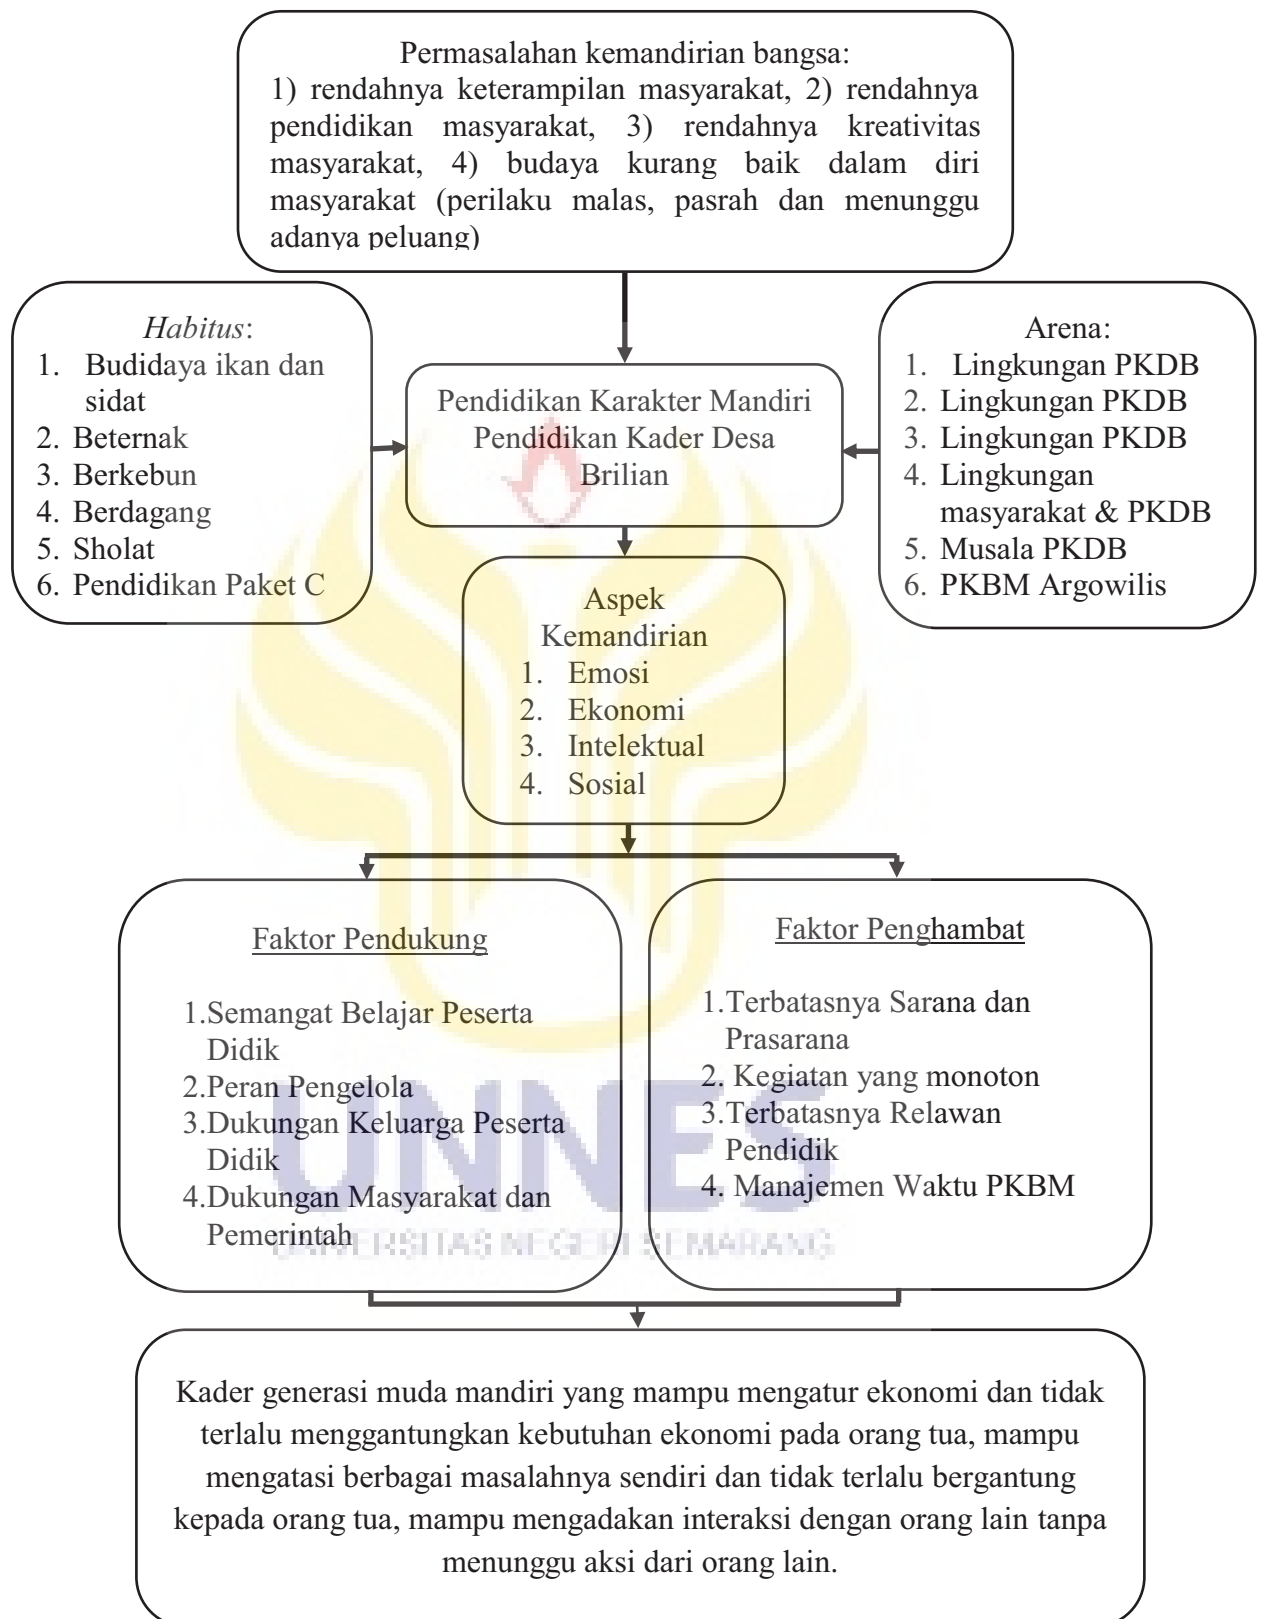 Permasalahan kemandirian bangsa:
1) rendahnya keterampilan masyarakat, 2) rendahnya
pendidikan masyarakat, 3) rendahnya kreativitas
masyarakat, 4) budaya kurang baik dalam diri
masyarakat (perilaku malas, pasrah dan menunggu
adanya peluang)
Habitus:
1. Budidaya ikan dan
sidat
2. Beternak
3. Berkebun
4. Berdagang
5. Sholat
6. Pendidikan Paket C
Pendidikan Karakter Mandiri
Pendidikan Kader Desa
Brilian
Arena:
1. Lingkungan PKDB
2. Lingkungan PKDB
3. Lingkungan PKDB
4. Lingkungan
masyarakat & PKDB
5. Musala PKDB
6. PKBM Argowilis
Aspek
Kemandirian
1. Emosi
2. Ekonomi
3. Intelektual
4. Sosial
Faktor Pendukung
1.Semangat Belajar Peserta
Didik
2.Peran Pengelola
3.Dukungan Keluarga Peserta
Didik
4.Dukungan Masyarakat dan
Pemerintah
Faktor Penghambat
1.Terbatasnya Sarana dan
Prasarana
2. Kegiatan yang monoton
3.Terbatasnya Relawan
Pendidik
4. Manajemen Waktu PKBM
UNNES
UNIVERSITAS NEGERI SEMARANG
Kader generasi muda mandiri yang mampu mengatur ekonomi dan tidak
terlalu menggantungkan kebutuhan ekonomi pada orang tua, mampu
mengatasi berbagai masalahnya sendiri dan tidak terlalu bergantung
kepada orang tua, mampu mengadakan interaksi dengan orang lain tanpa
menunggu aksi dari orang lain.